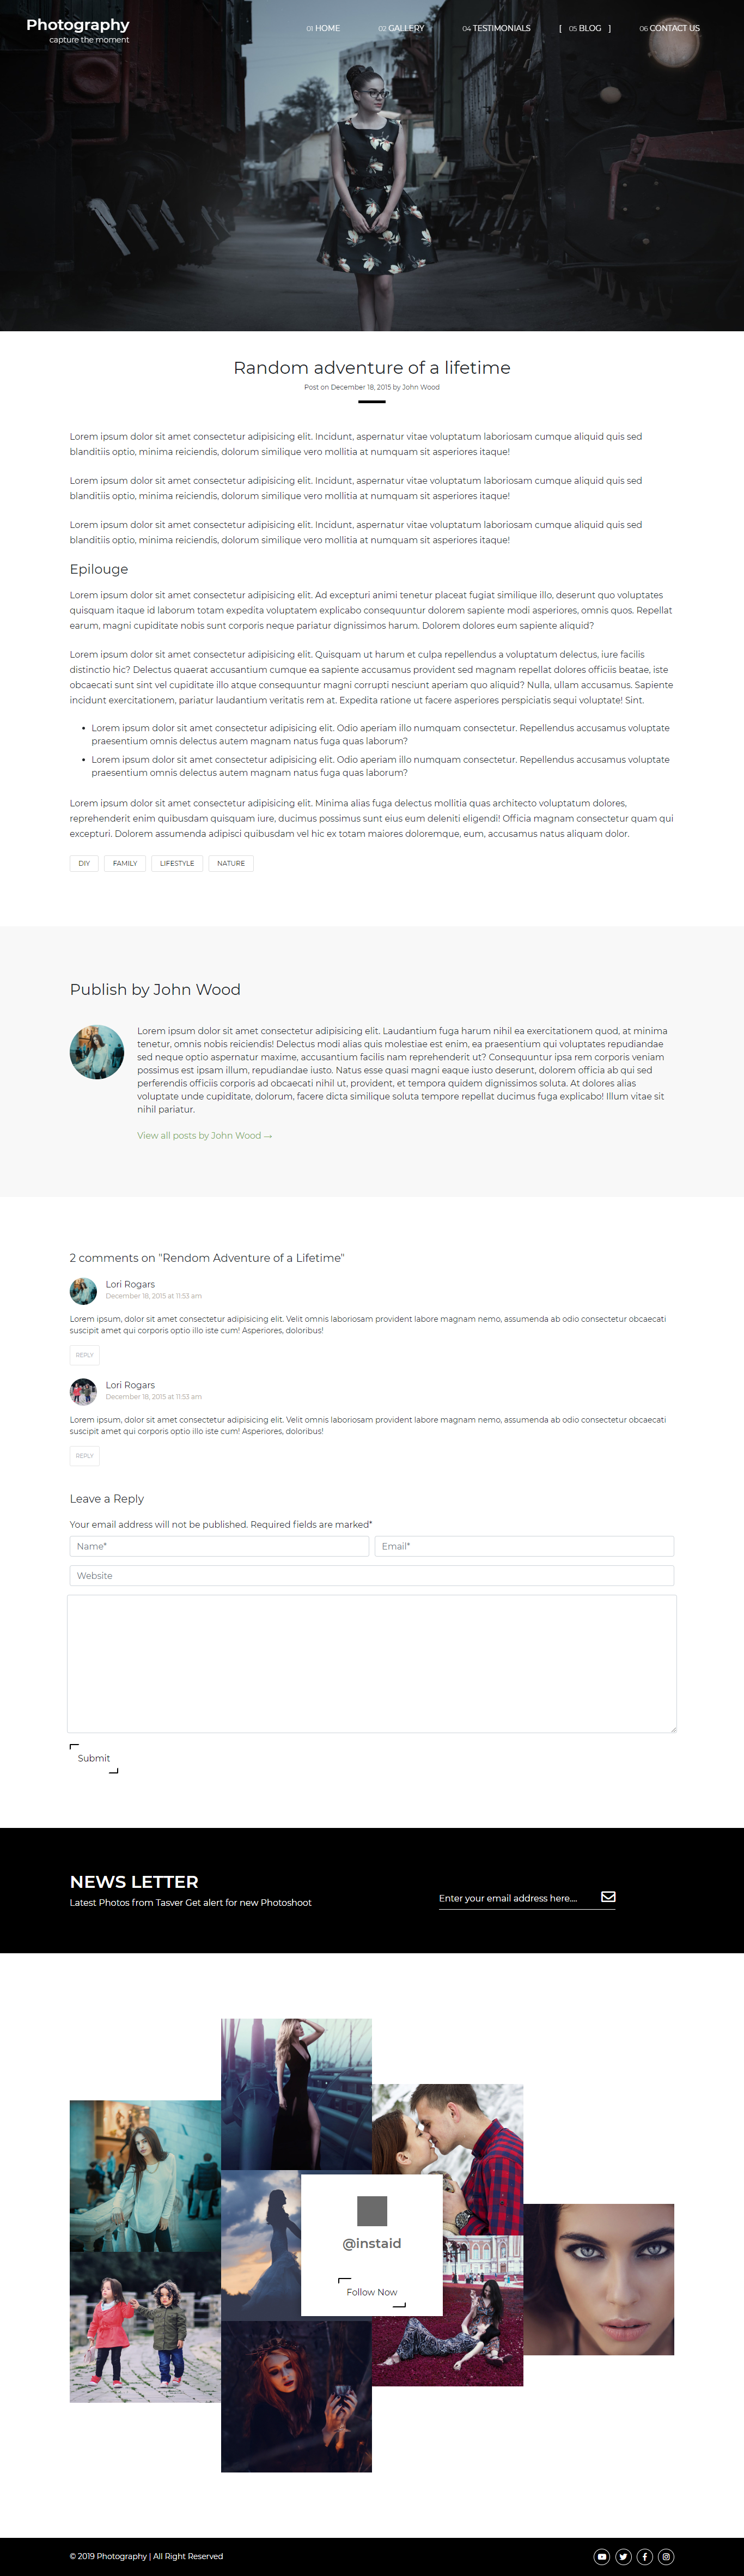 Photography
capture the moment
01 HOME
02 GALLERY
04 TESTIMONIALS
[ 05 BLOG ]
06 CONTACT US
Random adventure of a lifetime
Post on December 18, 2015 by John Wood
Lorem ipsum dolor sit amet consectetur adipisicing elit. Incidunt, aspernatur vitae voluptatum laboriosam cumque aliquid quis sed
blanditiis optio, minima reiciendis, dolorum similique vero mollitia at numquam sit asperiores itaque!
Lorem ipsum dolor sit amet consectetur adipisicing elit. Incidunt, aspernatur vitae voluptatum laboriosam cumque aliquid quis sed
blanditiis optio, minima reiciendis, dolorum similique vero mollitia at numquam sit asperiores itaque!
Lorem ipsum dolor sit amet consectetur adipisicing elit. Incidunt, aspernatur vitae voluptatum laboriosam cumque aliquid quis sed
blanditiis optio, minima reiciendis, dolorum similique vero mollitia at numquam sit asperiores itaque!
Epilouge
Lorem ipsum dolor sit amet consectetur adipisicing elit. Ad excepturi animi tenetur placeat fugiat similique illo, deserunt quo voluptates
quisquam itaque id laborum totam expedita voluptatem explicabo consequuntur dolorem sapiente modi asperiores, omnis quos. Repellat
earum, magni cupiditate nobis sunt corporis neque pariatur dignissimos harum. Dolorem dolores eum sapiente aliquid?
Lorem ipsum dolor sit amet consectetur adipisicing elit. Quisquam ut harum et culpa repellendus a voluptatum delectus, iure facilis
distinctio hic? Delectus quaerat accusantium cumque ea sapiente accusamus provident sed magnam repellat dolores officiis beatae, iste
obcaecati sunt sint vel cupiditate illo atque consequuntur magni corrupti nesciunt aperiam quo aliquid? Nulla, ullam accusamus. Sapiente
incidunt exercitationem, pariatur laudantium veritatis rem at. Expedita ratione ut facere asperiores perspiciatis sequi voluptate! Sint.
• Lorem ipsum dolor sit amet consectetur adipisicing elit. Odio aperiam illo numquam consectetur. Repellendus accusamus voluptate
praesentium omnis delectus autem magnam natus fuga quas laborum?
• Lorem ipsum dolor sit amet consectetur adipisicing elit. Odio aperiam illo numquam consectetur. Repellendus accusamus voluptate
praesentium omnis delectus autem magnam natus fuga quas laborum?
Lorem ipsum dolor sit amet consectetur adipisicing elit. Minima alias fuga delectus mollitia quas architecto voluptatum dolores,
reprehenderit enim quibusdam quisquam iure, ducimus possimus sunt eius eum deleniti eligendi! Officia magnam consectetur quam qui
excepturi. Dolorem assumenda adipisci quibusdam vel hic ex totam maiores doloremque, eum, accusamus natus aliquam dolor.
DIY
FAMILY
LIFESTYLE
NATURE
Publish by John Wood
Lorem ipsum dolor sit amet consectetur adipisicing elit. Laudantium fuga harum nihil ea exercitationem quod, at minima
tenetur, omnis nobis reiciendis! Delectus modi alias quis molestiae est enim, ea praesentium qui voluptates repudiandae
sed neque optio aspernatur maxime, accusantium facilis nam reprehenderit ut? Consequuntur ipsa rem corporis veniam
possimus est ipsam illum, repudiandae iusto. Natus esse quasi magni eaque iusto deserunt, dolorem officia ab qui sed
perferendis officiis corporis ad obcaecati nihil ut, provident, et tempora quidem dignissimos soluta. At dolores alias
voluptate unde cupiditate, dolorum, facere dicta similique soluta tempore repellat ducimus fuga explicabo! Illum vitae sit
nihil pariatur.
View all posts by John Wood →
2 comments on "Rendom Adventure of a Lifetime"
Lori Rogars
December 18, 2015 at 11:53 am
Lorem ipsum, dolor sit amet consectetur adipisicing elit. Velit omnis laboriosam provident labore magnam nemo, assumenda ab odio consectetur obcaecati
suscipit amet qui corporis optio illo iste cum! Asperiores, doloribus!
REPLY
Lori Rogars
December 18, 2015 at 11:53 am
Lorem ipsum, dolor sit amet consectetur adipisicing elit. Velit omnis laboriosam provident labore magnam nemo, assumenda ab odio consectetur obcaecati
suscipit amet qui corporis optio illo iste cum! Asperiores, doloribus!
REPLY
Leave a Reply
Your email address will not be published. Required fields are marked*
Name*
Email*
Website
Submit
NEWS LETTER
Latest Photos from Tasver Get alert for new Photoshoot
Enter your email address here....
@instaid
Follow Now
© 2019 Photography | All Right Reserved